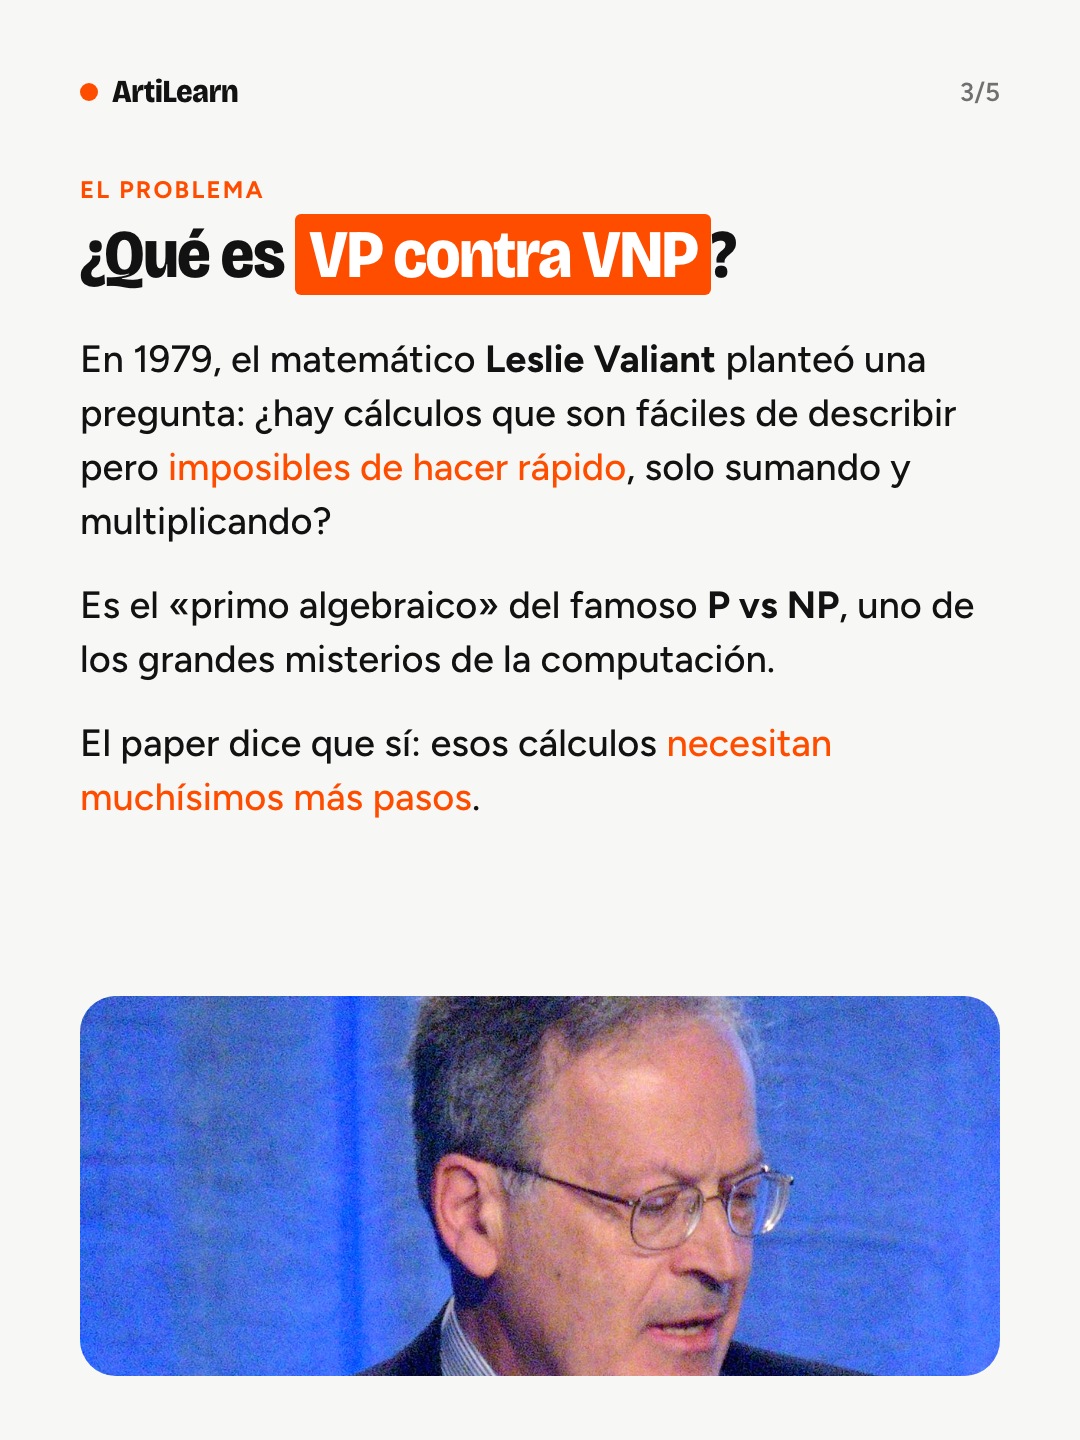 ArtiLearn
3/5
EL PROBLEMA
¿Qué es VP contra VNP?
En 1979, el matemático Leslie Valiant planteó una
pregunta: ¿hay cálculos que son fáciles de describir
pero imposibles de hacer rápido, solo sumando y
multiplicando?
Es el «primo algebraico» del famoso P vs NP, uno de
los grandes misterios de la computación.
El paper dice que sí: esos cálculos necesitan
muchísimos más pasos.